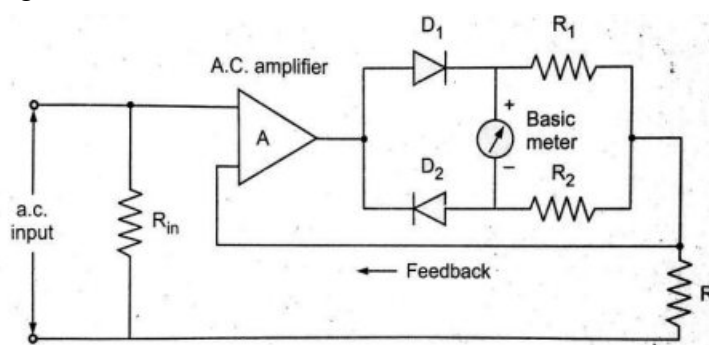 D1
R1
A.C. amplifier
+
Basic
meter
A
–
D2
R2
a.c.
input
Rin
Feedback
R